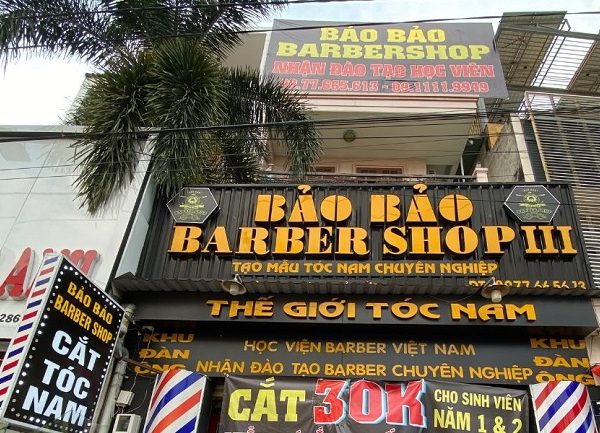 BẢO BẢO
BARBERSHOP
NHẬN ĐÀO TẠO HỌC VIÊN
BẢO BẢO
BARBER SHOP III
TẠO MẪU TÓC NAM CHUYÊN NGHIỆP
THẾ GIỚI TÓC NAM
HỌC VIỆN BARBER VIỆT NAM
NHẬN ĐÀO TẠO BARBER CHUYÊN NGHIỆP
KHU
ĐÀN
ÔNG
KHU
ĐÀN
ÔNG
BẢO BẢO
BARBER SHOP
CẮT
TÓC
NAM
286
CẮT 30K
CHO SINH VIÊN
NĂM 1 & 2